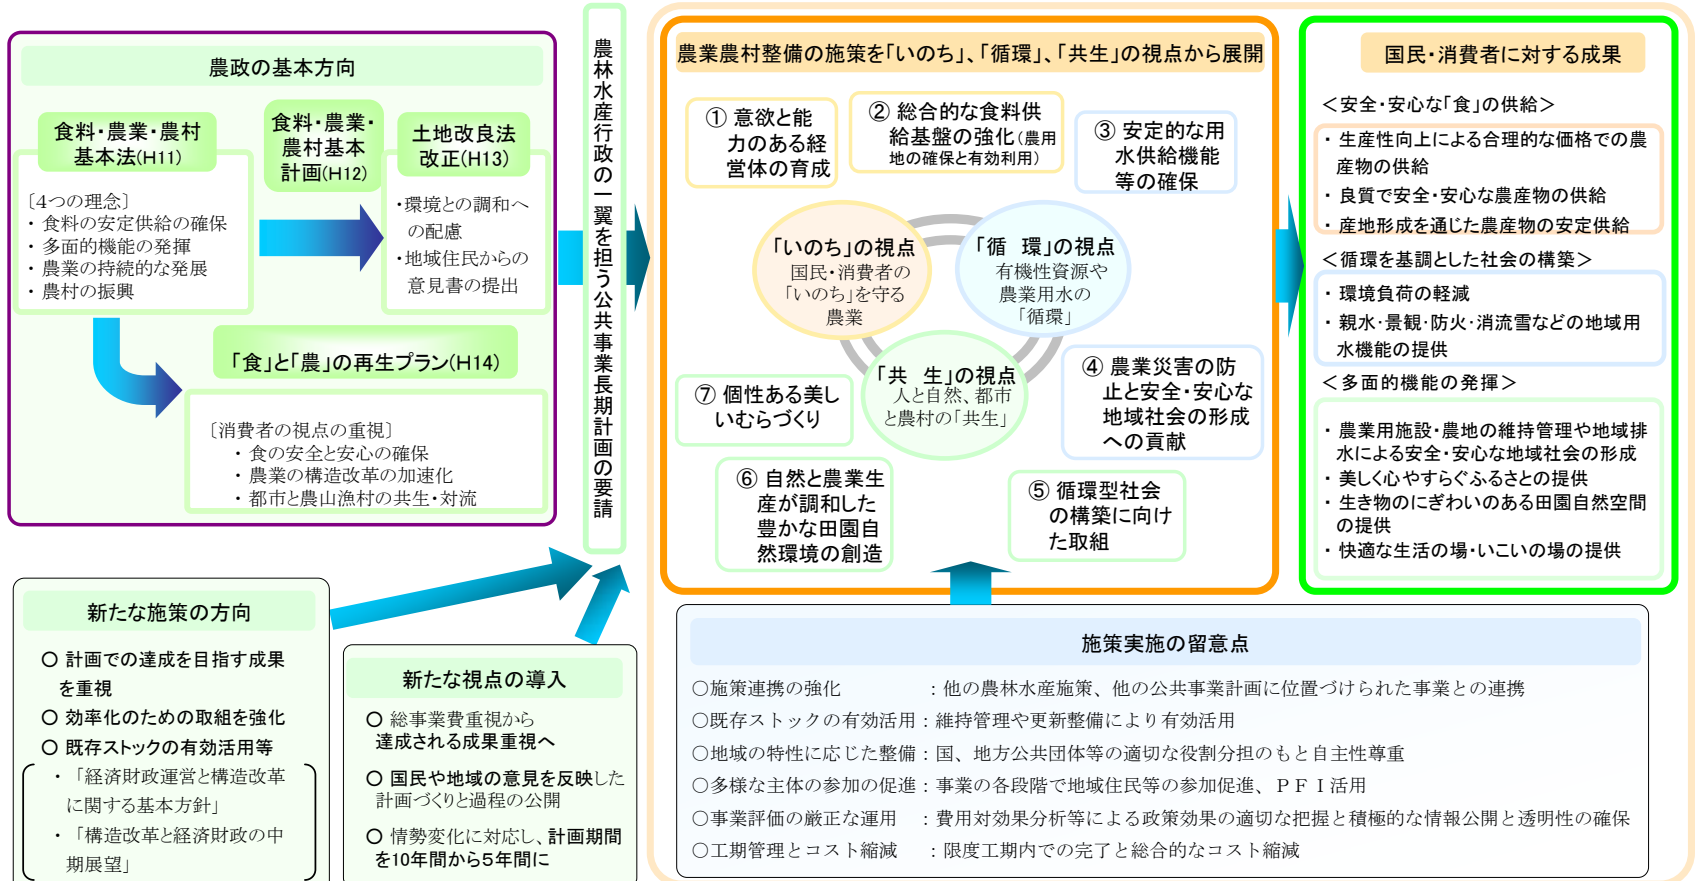 農政の基本方向
食料・農業・農村
基本法(H11)
〔4つの理念〕
・ 食料の安定供給の確保
・ 多面的機能の発揮
・ 農業の持続的な発展
・ 農村の振興
食料・農業・
農村基本
計画(H12)
土地改良法
改正(H13)
・環境との調和へ
の配慮
・地域住民からの
意見書の提出
「食」と「農」の再生プラン(H14)
〔消費者の視点の重視〕
・ 食の安全と安心の確保
・ 農業の構造改革の加速化
・ 都市と農山漁村の共生・対流
新たな施策の方向
○ 計画での達成を目指す成果
を重視
○ 効率化のための取組を強化
○ 既存ストックの有効活用等
・ 「経済財政運営と構造改革
に関する基本方針」
・ 「構造改革と経済財政の中
期展望」
新たな視点の導入
○ 総事業費重視から
達成される成果重視へ
○ 国民や地域の意見を反映した
計画づくりと過程の公開
○ 情勢変化に対応し、計画期間
を10年間から5年間に
農林水産行政の一翼を担う公共事業長期計画の要請
農業農村整備の施策を「いのち」、「循環」、「共生」の視点から展開
① 意欲と能
力のある経
営体の育成
② 総合的な食料供
給基盤の強化(農用
地の確保と有効利用)
③ 安定的な用
水供給機能
等の確保
「いのち」の視点
国民・消費者の
「いのち」を守る
農業
「循 環」の視点
有機性資源や
農業用水の
「循環」
「共 生」の視点
人と自然、都市
と農村の「共生」
④ 農業災害の防
止と安全・安心な
地域社会の形成
への貢献
⑦ 個性ある美し
いむらづくり
⑥ 自然と農業生
産が調和した
豊かな田園自
然環境の創造
⑤ 循環型社会
の構築に向け
た取組
国民・消費者に対する成果
＜安全・安心な「食」の供給＞
・ 生産性向上による合理的な価格での農
産物の供給
・ 良質で安全・安心な農産物の供給
・ 産地形成を通じた農産物の安定供給
＜循環を基調とした社会の構築＞
・ 環境負荷の軽減
・ 親水・景観・防火・消流雪などの地域用
水機能の提供
＜多面的機能の発揮＞
・ 農業用施設・農地の維持管理や地域排
水による安全・安心な地域社会の形成
・ 美しく心やすらぐふるさとの提供
・ 生き物のにぎわいのある田園自然空間
の提供
・ 快適な生活の場・いこいの場の提供
施策実施の留意点
○施策連携の強化 ：他の農林水産施策、他の公共事業計画に位置づけられた事業との連携
○既存ストックの有効活用：維持管理や更新整備により有効活用
○地域の特性に応じた整備：国、地方公共団体等の適切な役割分担のもと自主性尊重
○多様な主体の参加の促進：事業の各段階で地域住民等の参加促進、ＰＦＩ活用
○事業評価の厳正な運用 ：費用対効果分析等による政策効果の適切な把握と積極的な情報公開と透明性の確保
○工期管理とコスト縮減 ：限度工期内での完了と総合的なコスト縮減